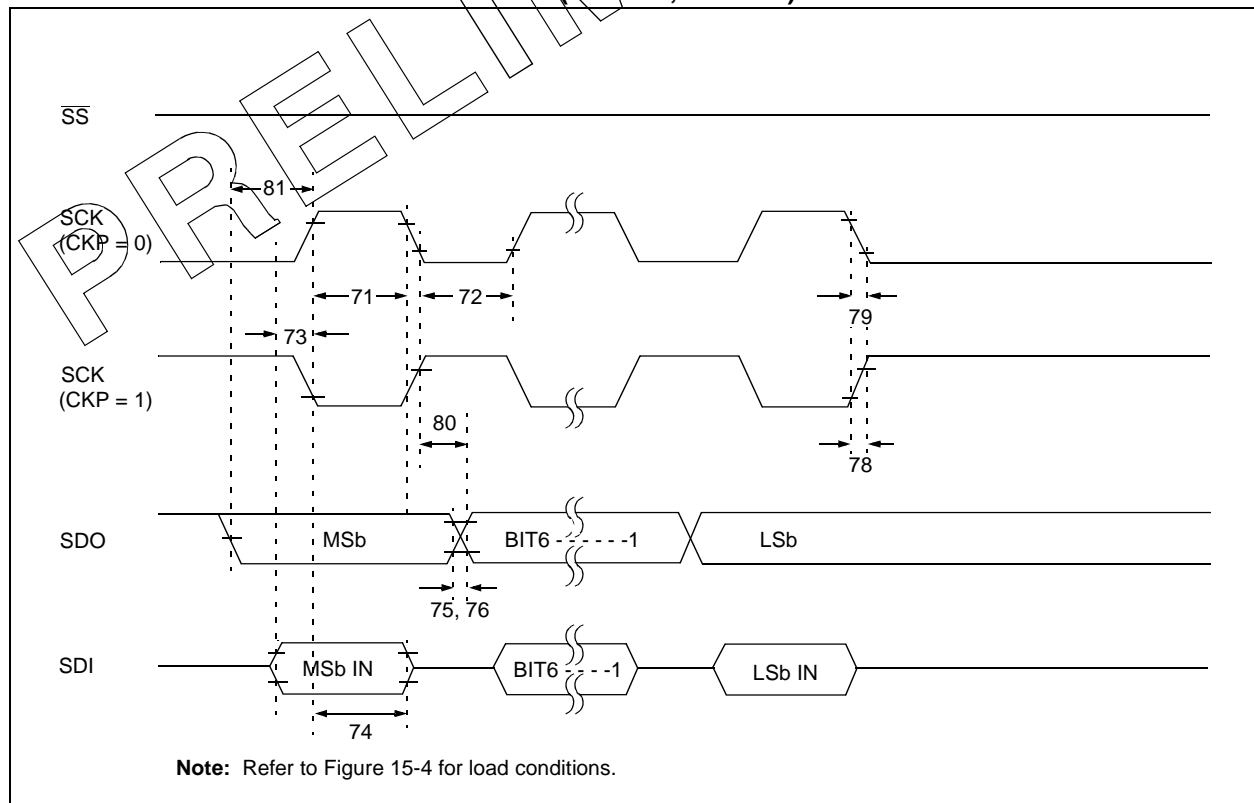 PRELIM
SS
81
SCK
(CKP = 0)
71
72
79
73
SCK
(CKP = 1)
80
78
SDO
MSb
BIT6 - - - - - -1
LSb
75, 76
SDI
MSb IN
BIT6 - - - -1
LSb IN
74
Note: Refer to Figure 15-4 for load conditions.